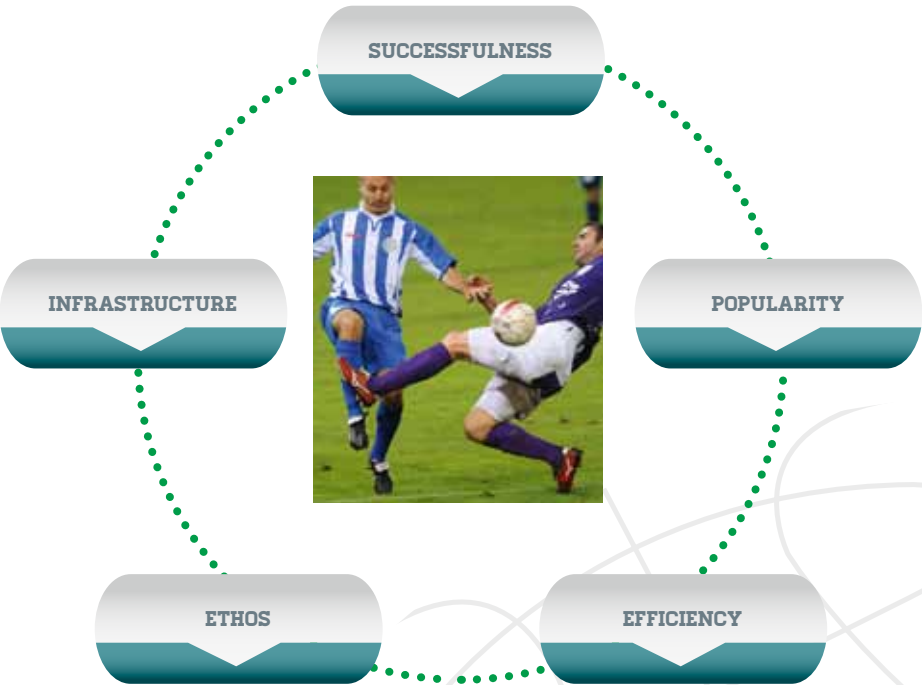 SUCCESSFULNESS
INFRASTRUCTURE
POPULARITY
ETHOS
EFFICIENCY